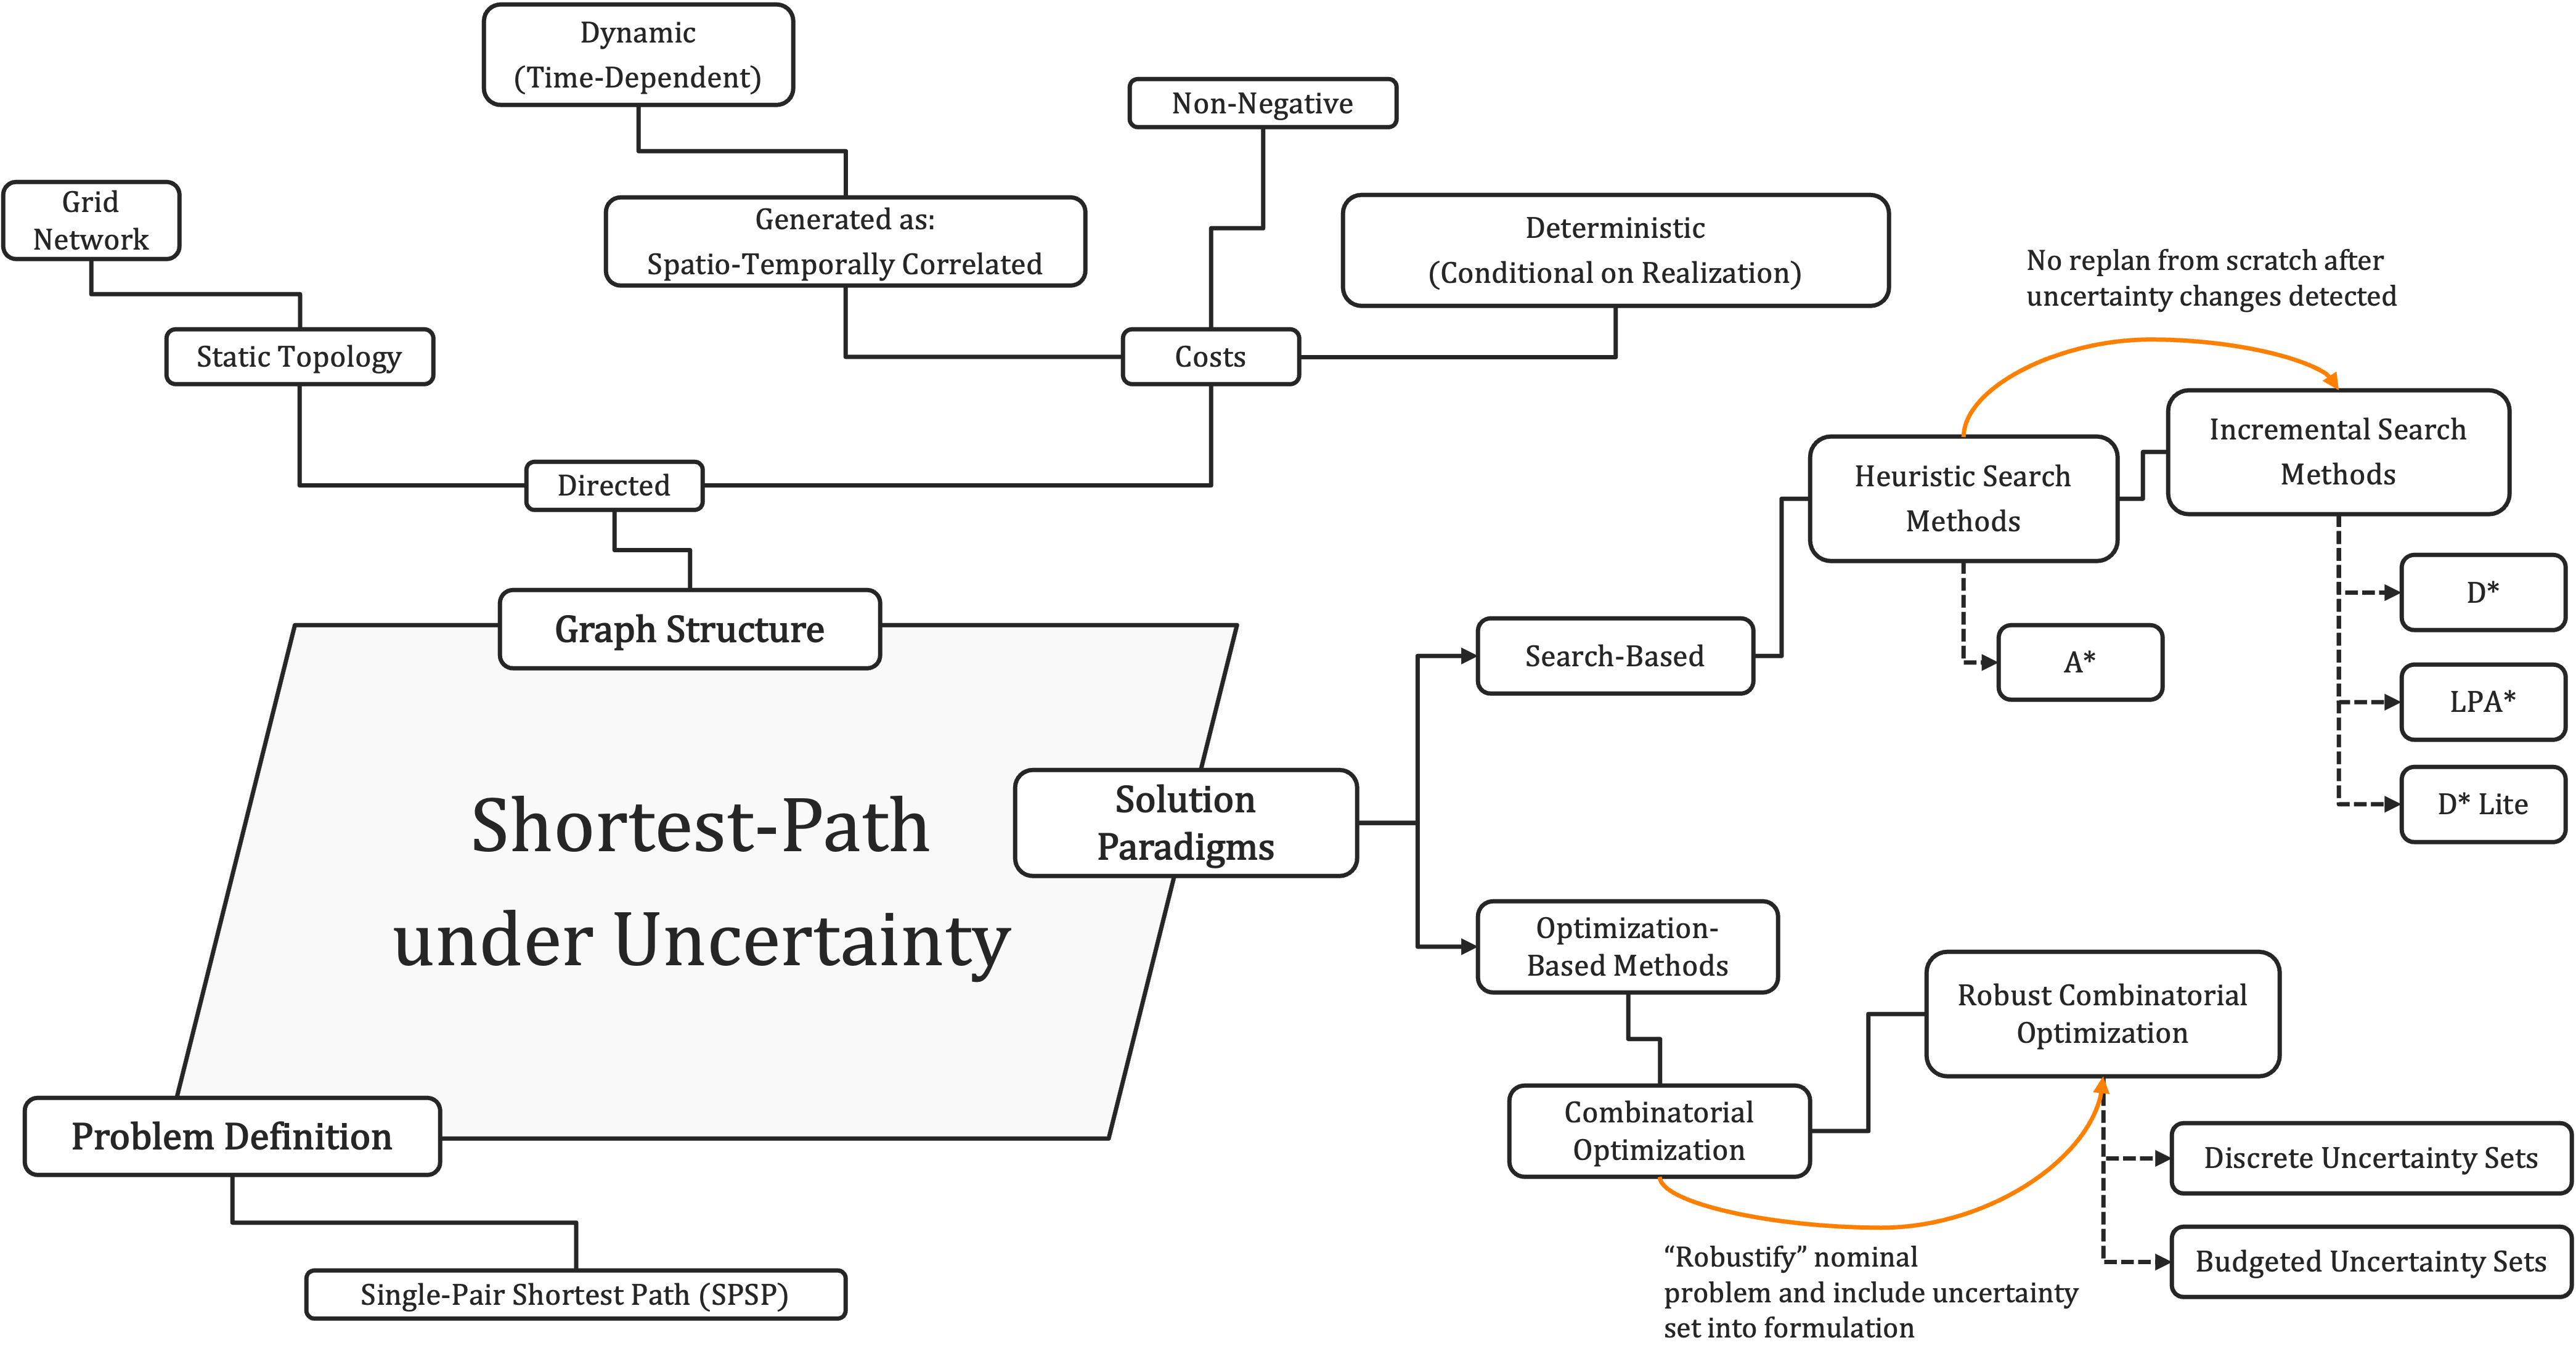 Dynamic
(Time-Dependent)
Non-Negative
Grid
Network
Generated as:
Spatio-Temporally Correlated
Deterministic
(Conditional on Realization)
No replan from scratch after
uncertainty changes detected
Static Topology
Costs
Directed
Incremental Search
Methods
Heuristic Search
Methods
D*
Graph Structure
Search-Based
A*
LPA*
D* Lite
Shortest-Path
under Uncertainty
Solution
Paradigms
Optimization-
Based Methods
Robust Combinatorial
Optimization
Combinatorial
Optimization
Problem Definition
Discrete Uncertainty Sets
Budgeted Uncertainty Sets
Single-Pair Shortest Path (SPSP)
“Robustify” nominal
problem and include uncertainty
set into formulation